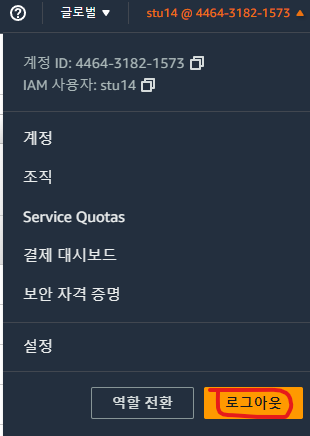 글로벌 ▼ stu14 @ 4464-3182-1573 ▲
계정 ID: 4464-3182-1573
IAM 사용자: stu14
계정
조직
Service Quotas
결제 대시보드
보안 자격 증명
설정
역할 전환 로그아웃